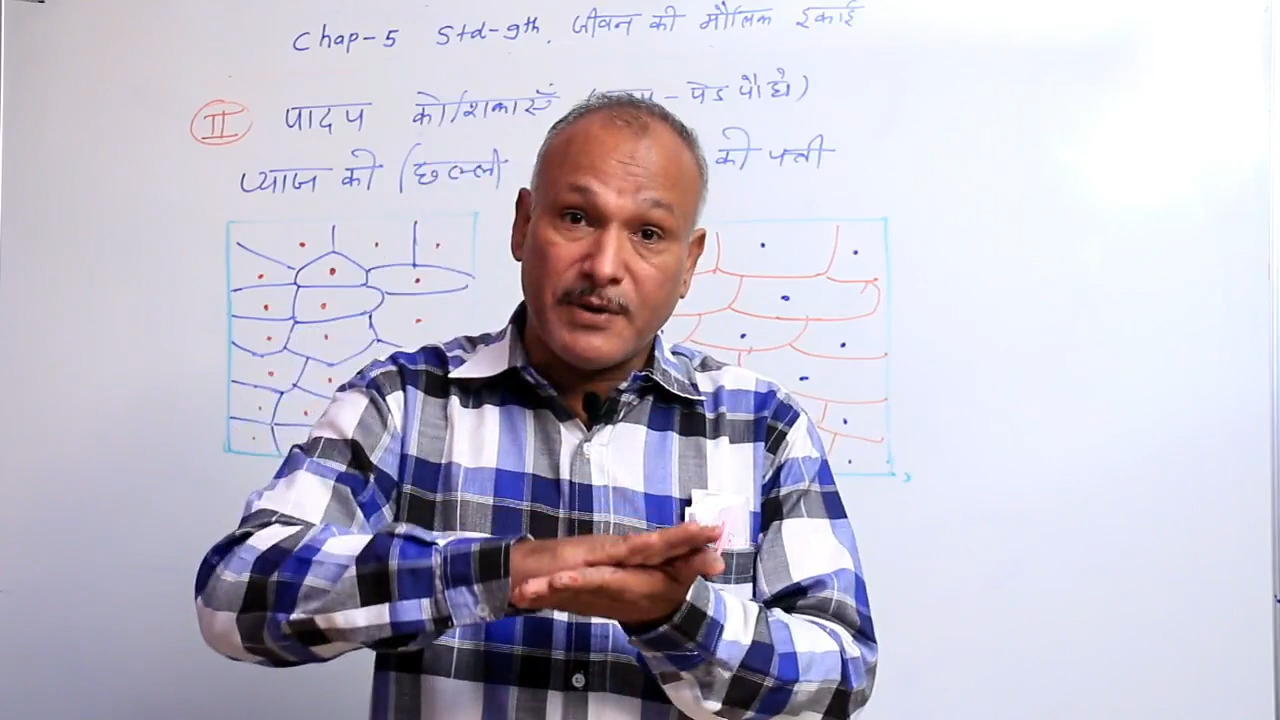 Chap-5 Std-9th. जीवन की मौलिक इकाई
II पादप कोशिकाएँ ( - पेड़ पौधे)
प्याज की झिल्ली की पत्ती